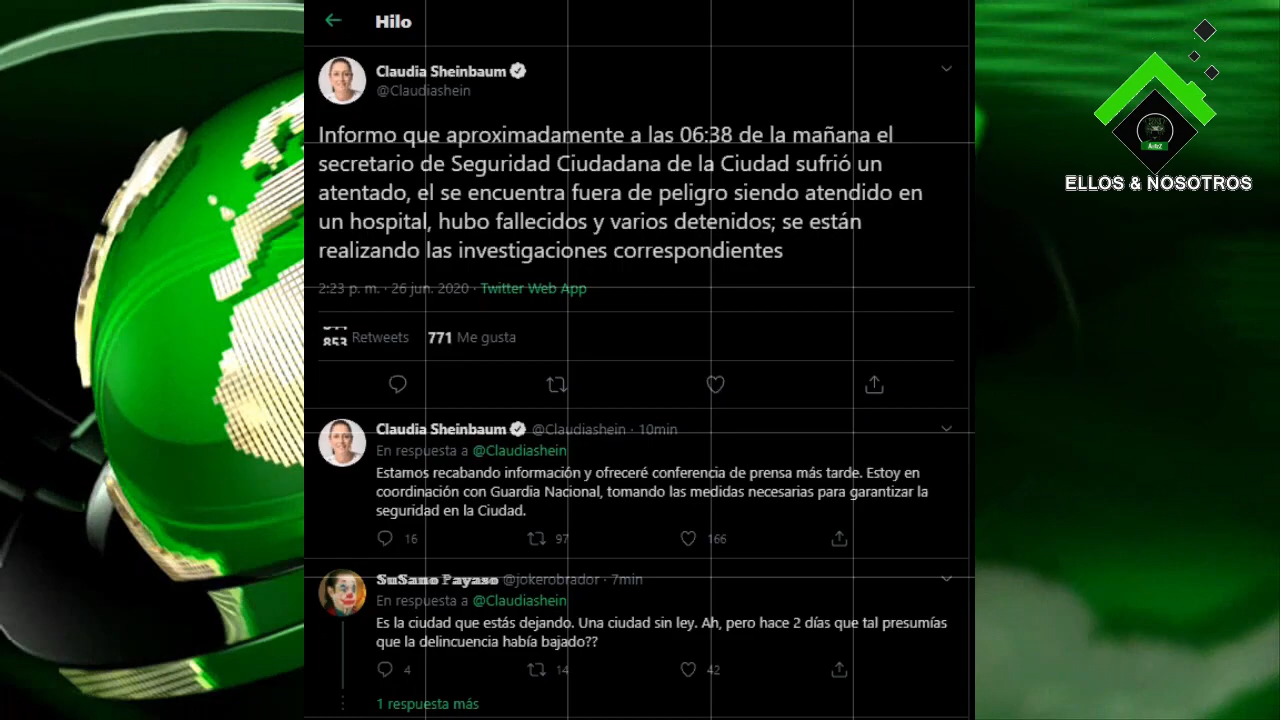 Hilo
Claudia Sheinbaum
@Claudiashein
Informo que aproximadamente a las 06:38 de la mañana el
secretario de Seguridad Ciudadana de la Ciudad sufrió un
atentado, el se encuentra fuera de peligro siendo atendido en
un hospital, hubo fallecidos y varios detenidos; se están
realizando las investigaciones correspondientes
2:23 p. m. · 26 jun. 2020 · Twitter Web App
Retweets 771 Me gusta
Claudia Sheinbaum @Claudiashein · 10min
En respuesta a @Claudiashein
Estamos recabando información y ofreceré conferencia de prensa más tarde. Estoy en
coordinación con Guardia Nacional, tomando las medidas necesarias para garantizar la
seguridad en la Ciudad.
16 97 166
SuSano Payaso @jokerobrador · 7min
En respuesta a @Claudiashein
Es la ciudad que estás dejando. Una ciudad sin ley. Ah, pero hace 2 días que tal presumías
que la delincuencia había bajado??
4 14 42
1 respuesta más
ELLOS & NOSOTROS